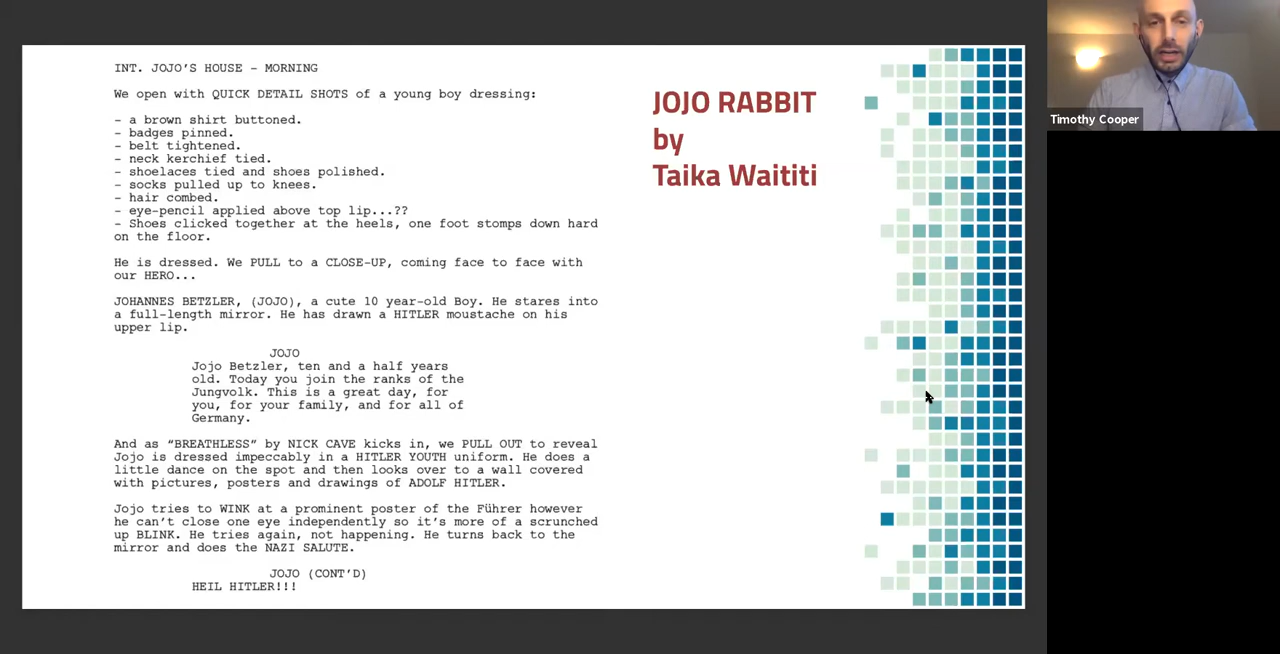 INT. JOJO'S HOUSE - MORNING
We open with QUICK DETAIL SHOTS of a young boy dressing:
- a brown shirt buttoned.
- badges pinned.
- belt tightened.
- neck kerchief tied.
- shoelaces tied and shoes polished.
- socks pulled up to knees.
- hair combed.
- eye-pencil applied above top lip...??
- Shoes clicked together at the heels, one foot stomps down hard
on the floor.
He is dressed. We PULL to a CLOSE-UP, coming face to face with
our HERO...
JOHANNES BETZLER, (JOJO), a cute 10 year-old Boy. He stares into
a full-length mirror. He has drawn a HITLER moustache on his
upper lip.
JOJO
Jojo Betzler, ten and a half years
old. Today you join the ranks of the
Jungvolk. This is a great day, for
you, for your family, and for all of
Germany.
And as “BREATHLESS” by NICK CAVE kicks in, we PULL OUT to reveal
Jojo is dressed impeccably in a HITLER YOUTH uniform. He does a
little dance on the spot and then looks over to a wall covered
with pictures, posters and drawings of ADOLF HITLER.
Jojo tries to WINK at a prominent poster of the Führer however
he can’t close one eye independently so it’s more of a scrunched
up BLINK. He tries again, not happening. He turns back to the
mirror and does the NAZI SALUTE.
JOJO (CONT’D)
HEIL HITLER!!!
JOJO RABBIT
by
Taika Waititi
Timothy Cooper